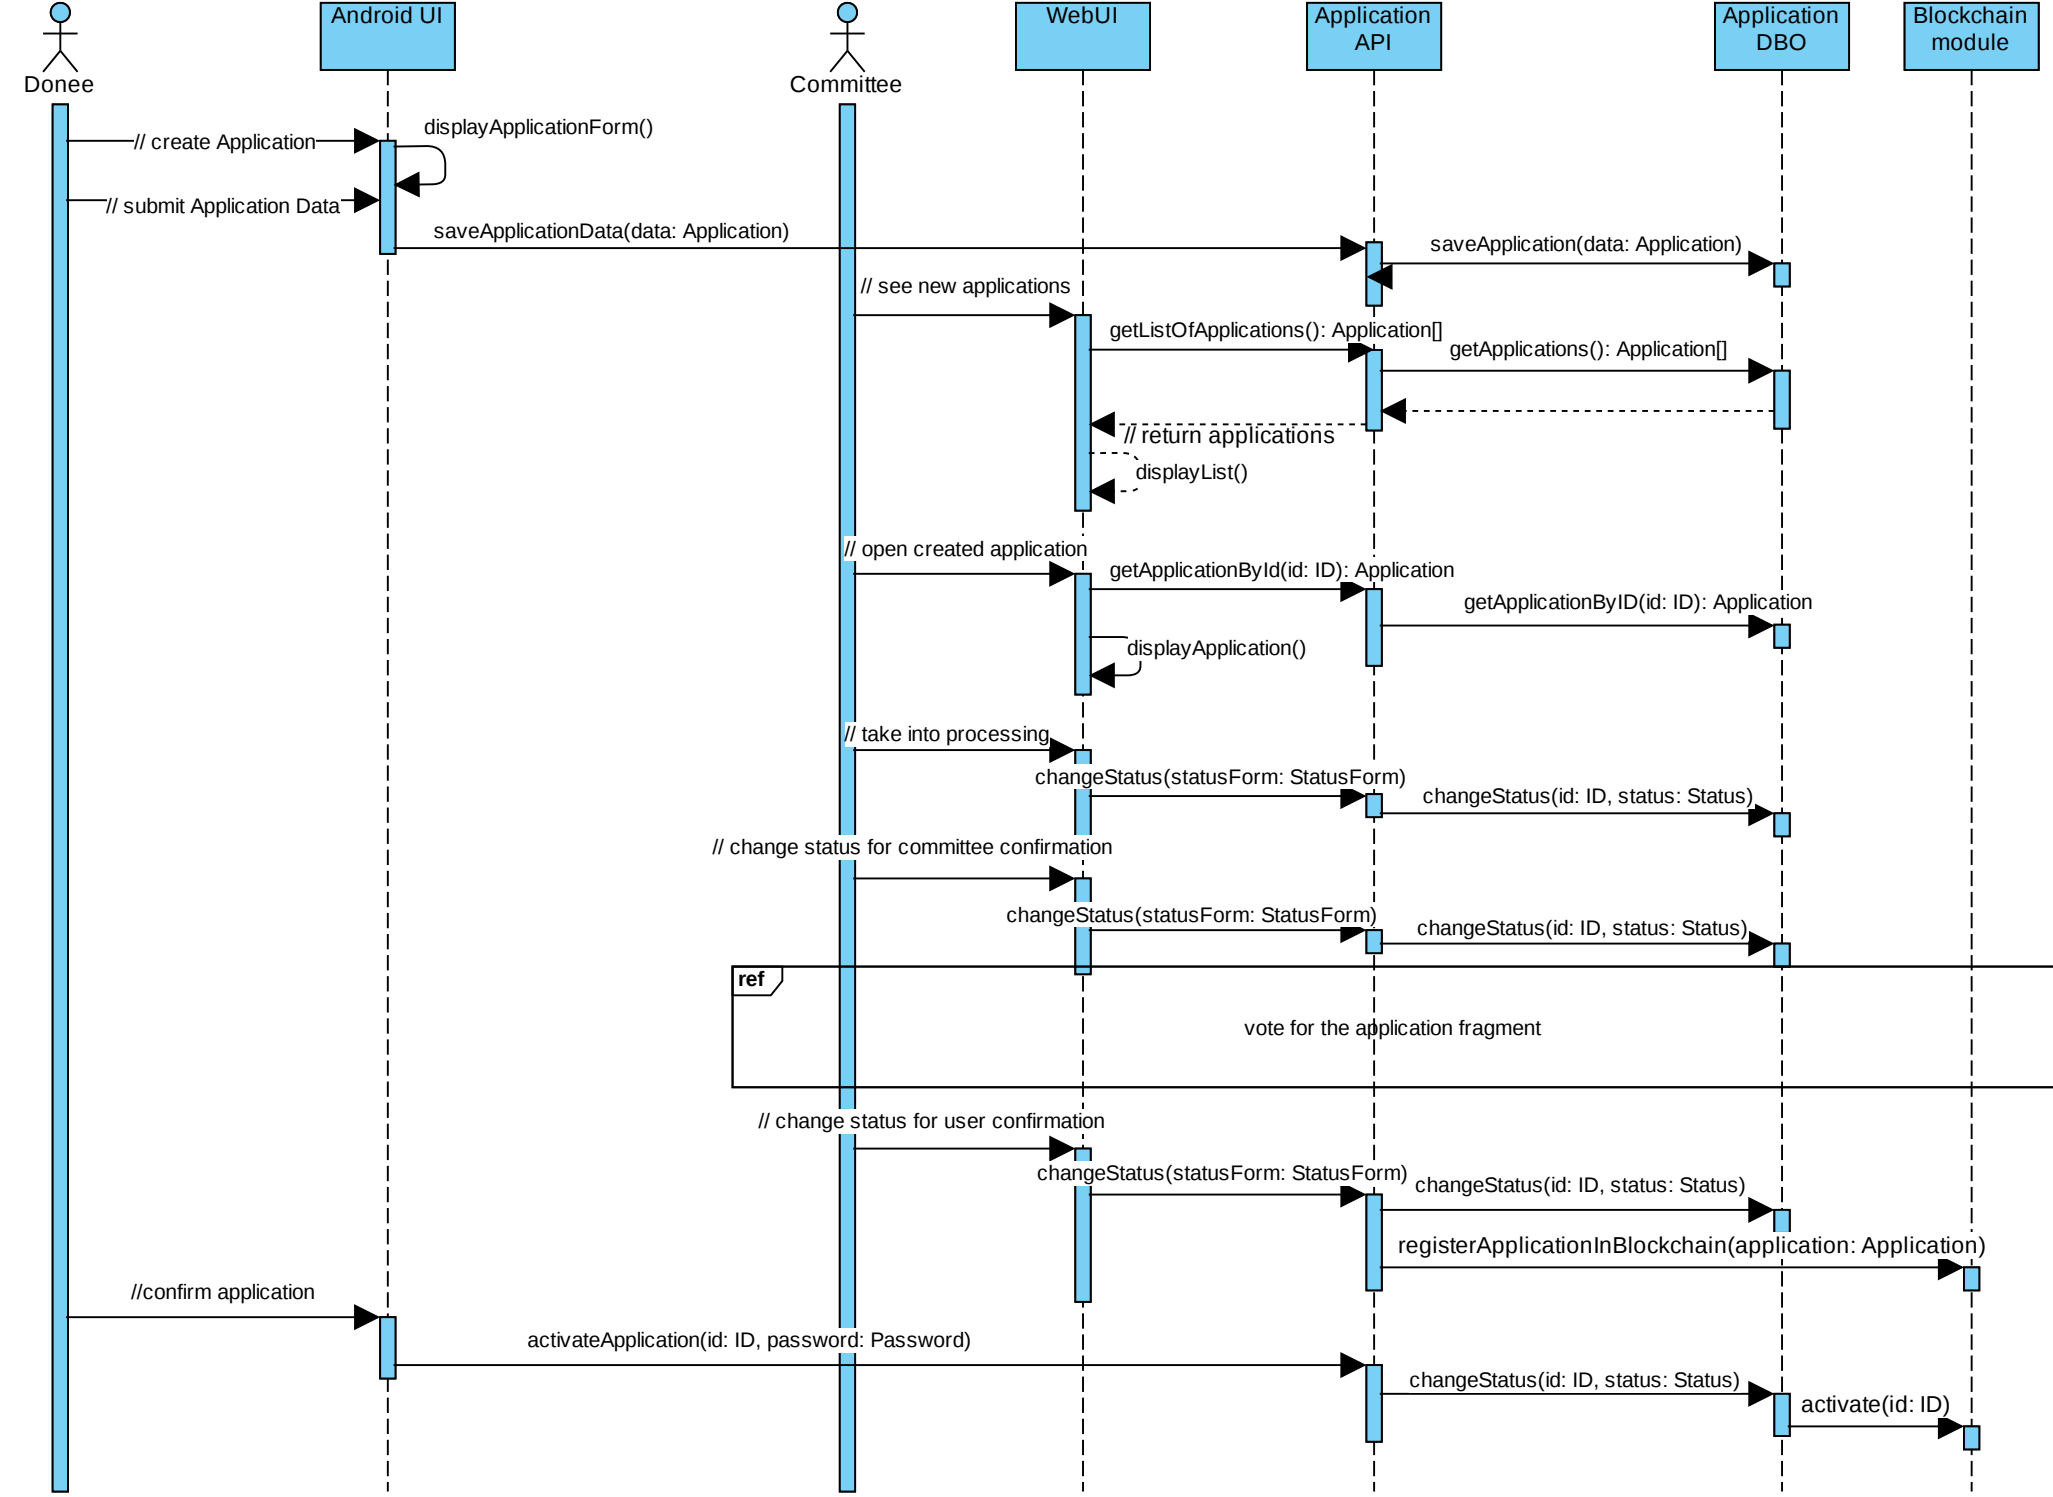 Donee
Android UI
Committee
WebUI
Application
API
Application
DBO
Blockchain
module
// create Application
displayApplicationForm()
// submit Application Data
saveApplicationData(data: Application)
saveApplication(data: Application)
// see new applications
getListOfApplications(): Application[]
getApplications(): Application[]
// return applications
displayList()
// open created application
getApplicationById(id: ID): Application
getApplicationByID(id: ID): Application
displayApplication()
// take into processing
changeStatus(statusForm: StatusForm)
changeStatus(id: ID, status: Status)
// change status for committee confirmation
changeStatus(statusForm: StatusForm)
changeStatus(id: ID, status: Status)
ref
vote for the application fragment
// change status for user confirmation
changeStatus(statusForm: StatusForm)
changeStatus(id: ID, status: Status)
registerApplicationInBlockchain(application: Application)
//confirm application
activateApplication(id: ID, password: Password)
changeStatus(id: ID, status: Status)
activate(id: ID)